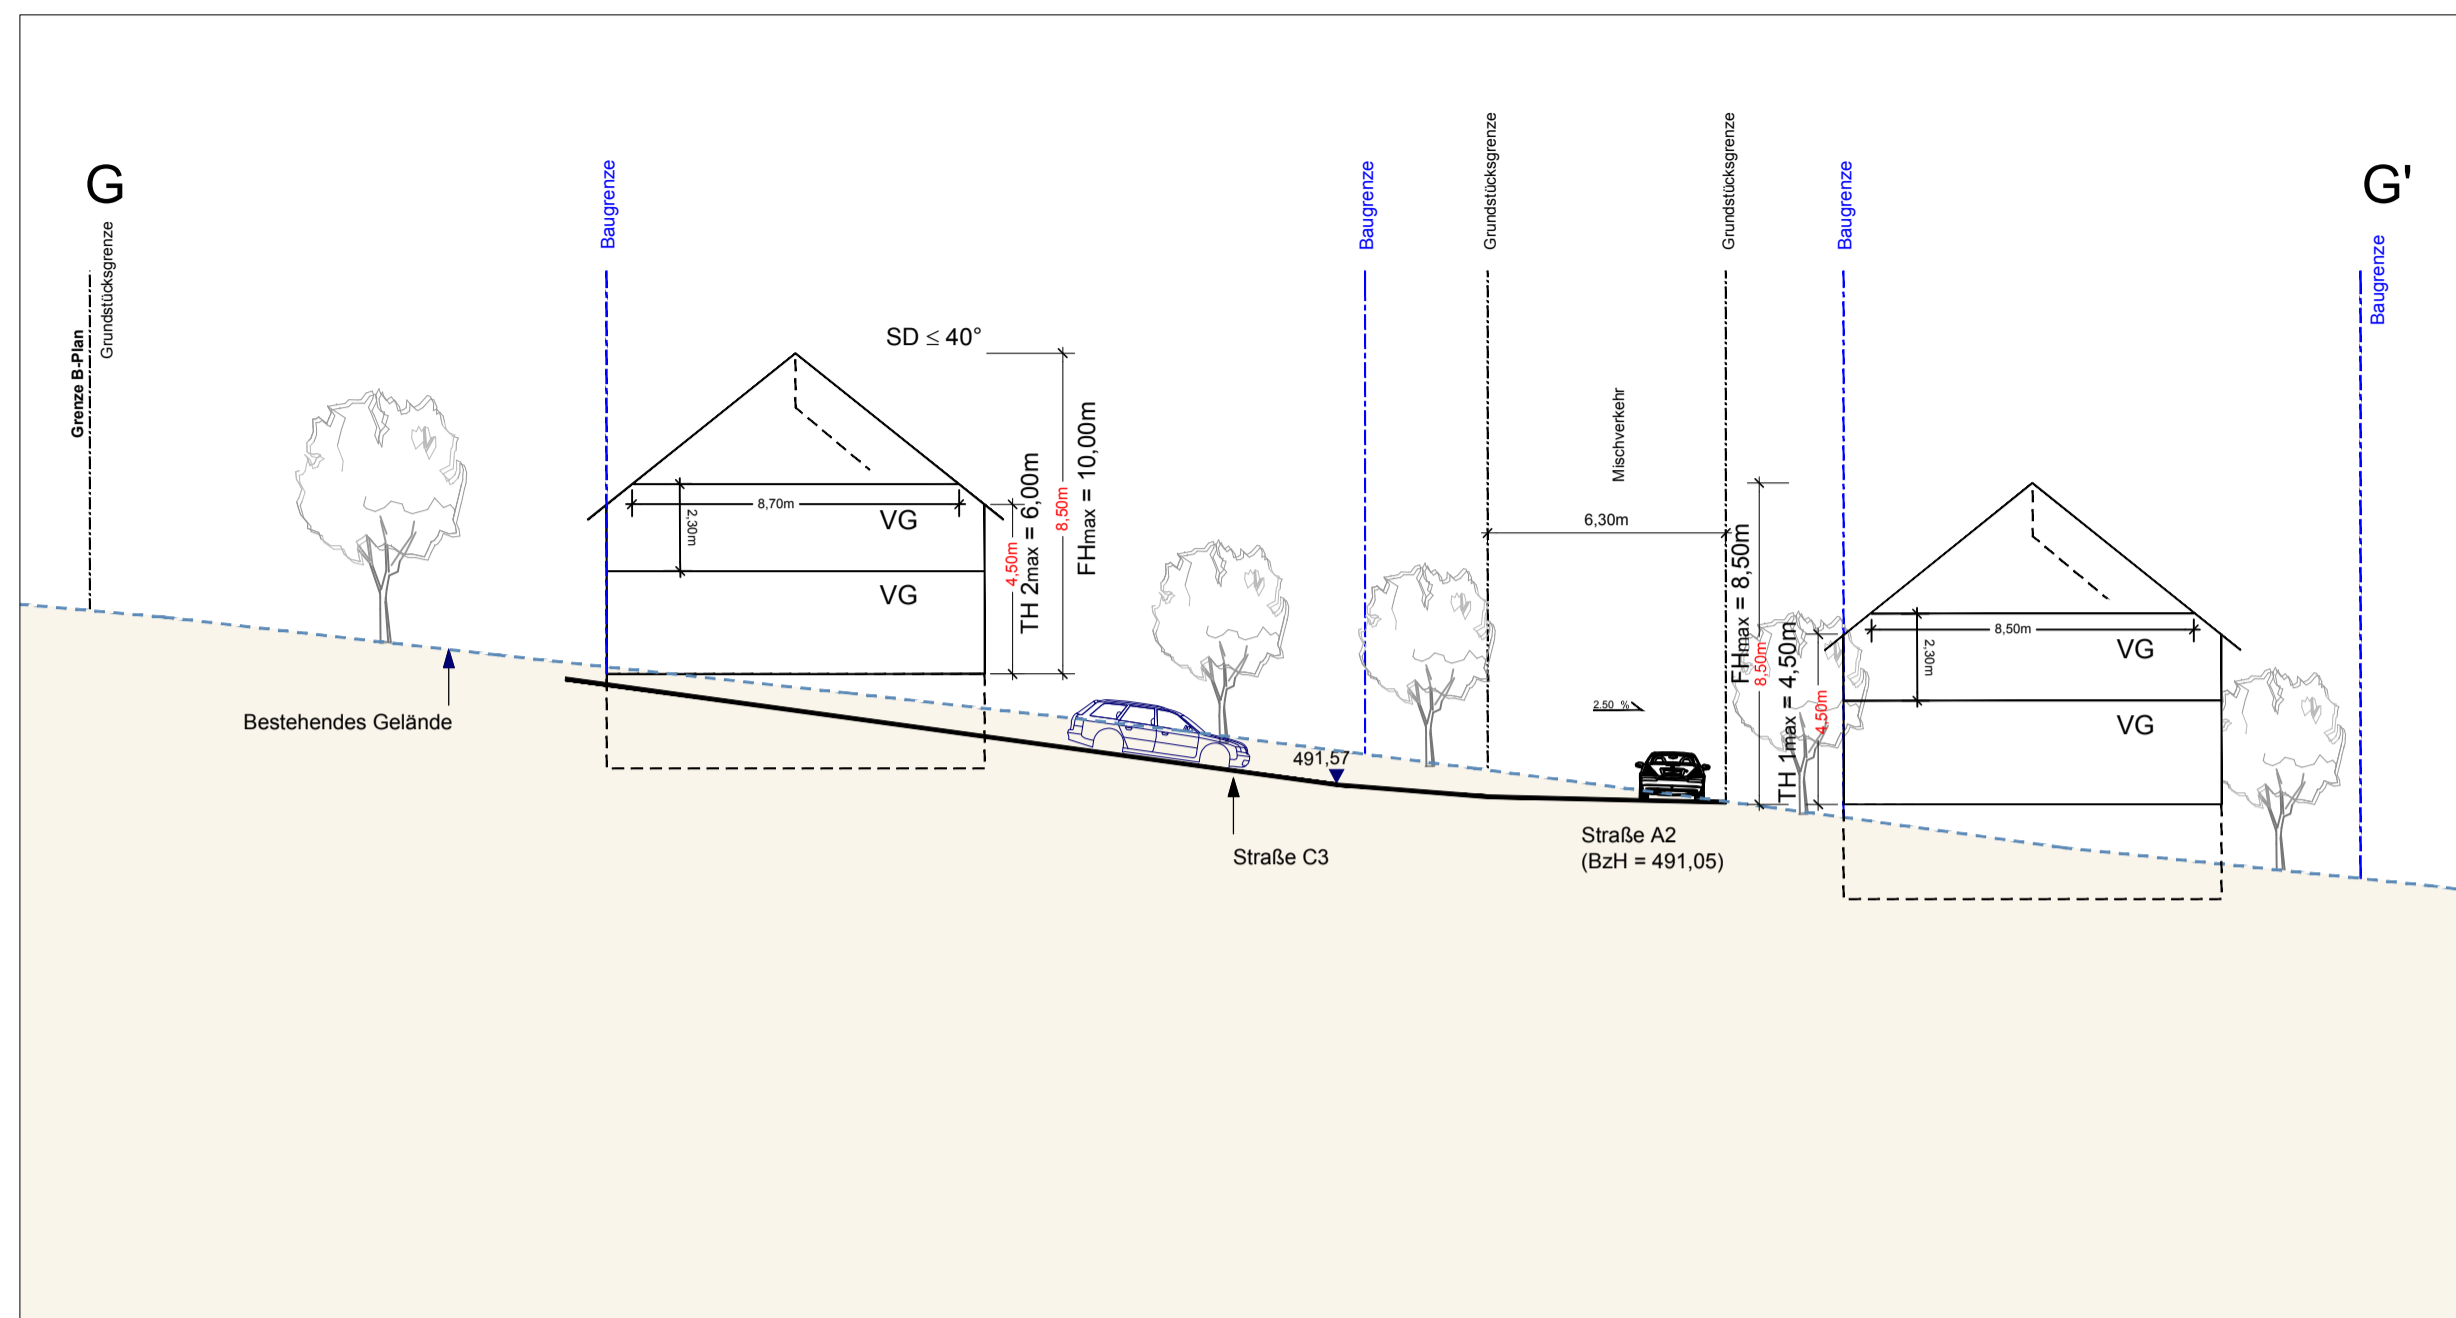 G
G'
Grenze B-Plan
Grundstücksgrenze
Baugrenze
Baugrenze
Grundstücksgrenze
Grundstücksgrenze
Baugrenze
Baugrenze
SD ≤ 40°
8,70m
2,30m
VG
VG
4,50m
TH 2max = 6,00m
8,50m
FHmax = 10,00m
Mischverkehr
6,30m
2.50 %
FHmax = 8,50m
8,50m
TH 1max = 4,50m
4,50m
8,50m
2,30m
VG
VG
Bestehendes Gelände
491,57
Straße C3
Straße A2
(BzH = 491,05)